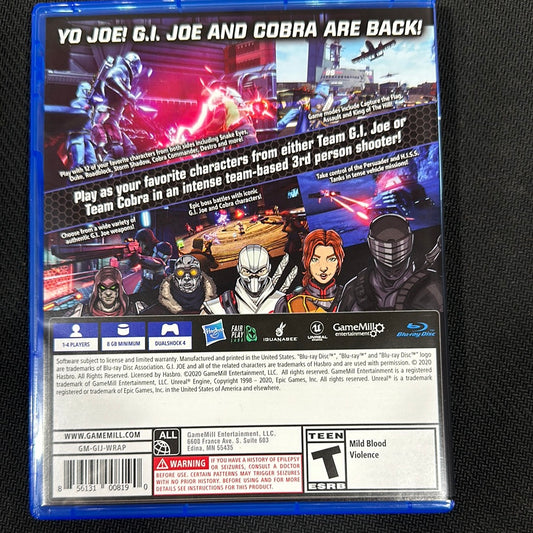 YO JOE! G.I. JOE AND COBRA ARE BACK!
Game modes include Capture the Flag,
Assault and King of The Hill!
Play with 12 of your favorite characters from both sides including Snake Eyes,
Duke, Roadblock, Storm Shadow, Cobra Commander, Destro and more!
Play as your favorite characters from either Team G.I. Joe or
Team Cobra in an intense team-based 3rd person shooter!
Take control of the Persuader and H.I.S.S.
Tanks in tense vehicle missions!
Epic boss battles with iconic
G.I. Joe and Cobra characters!
Choose from a wide variety of
authentic G.I. Joe weapons!
1-4 PLAYERS
8 GB MINIMUM
DUALSHOCK 4
Hasbro
FAIR PLAY LABS
IGUANABEE
UNREAL ENGINE
GameMill entertainment
Blu-ray Disc
Software subject to license and limited warranty. Manufactured and printed in the United States. "Blu-ray Disc™", "Blu-ray™" and "Blu-ray Disc™" logo
are trademarks of Blu-ray Disc Association. G.I. JOE and all of the related characters are trademarks of Hasbro and are used with permission. © 2020
Hasbro. All Rights Reserved. Licensed by Hasbro. ©2020 GameMill Entertainment, LLC. All rights reserved. GameMill Entertainment is a registered
trademark of GameMill Entertainment, LLC. Unreal® Engine, Copyright 1998 – 2020, Epic Games, Inc. All rights reserved. Unreal® is a registered
trademark or trademark of Epic Games, Inc. in the United States of America and elsewhere.
WWW.GAMEMILL.COM
GM-GIJ-WRAP
8 56131 00819 0
ALL
GameMill Entertainment, LLC.
6600 France Ave. S. Suite 603
Edina, MN 55435
WARNING
IF YOU HAVE A HISTORY OF EPILEPSY
OR SEIZURES, CONSULT A DOCTOR
BEFORE USE. CERTAIN PATTERNS MAY TRIGGER SEIZURES
WITH NO PRIOR HISTORY. BEFORE USING AND FOR MORE
DETAILS SEE INSTRUCTIONS FOR THIS PRODUCT.
TEEN
T
ESRB
Mild Blood
Violence